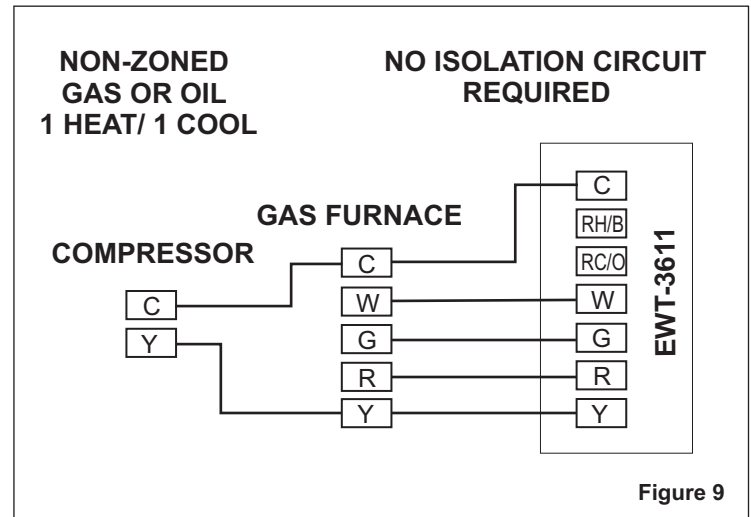 NON-ZONED
GAS OR OIL
1 HEAT/ 1 COOL
NO ISOLATION CIRCUIT
REQUIRED
COMPRESSOR
C
Y
GAS FURNACE
C
W
G
R
Y
C
RH/B
RC/O
W
G
R
Y
EWT-3611
Figure 9